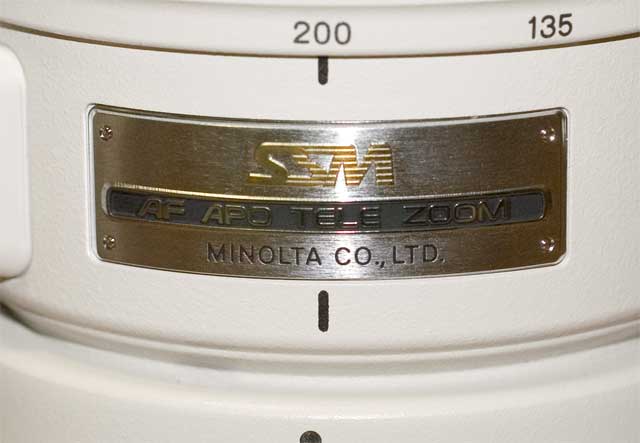 200 135
SSM
AF APO TELE ZOOM
MINOLTA CO., LTD.